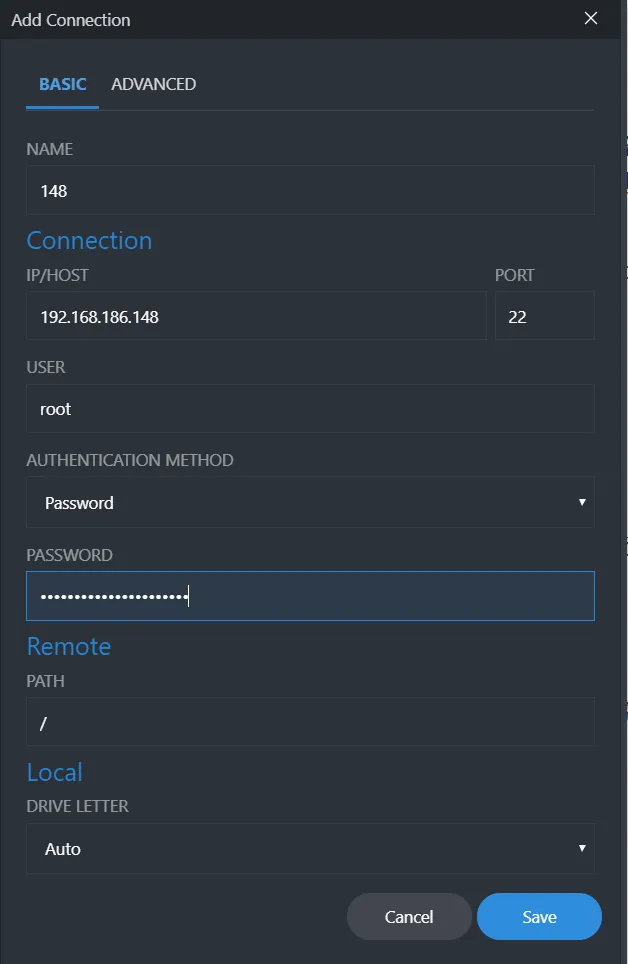 Add Connection
BASIC ADVANCED
NAME
148
Connection
IP/HOST PORT
192.168.186.148 22
USER
root
AUTHENTICATION METHOD
Password
PASSWORD
••••••••••••••••••••••
Remote
PATH
/
Local
DRIVE LETTER
Auto
Cancel Save